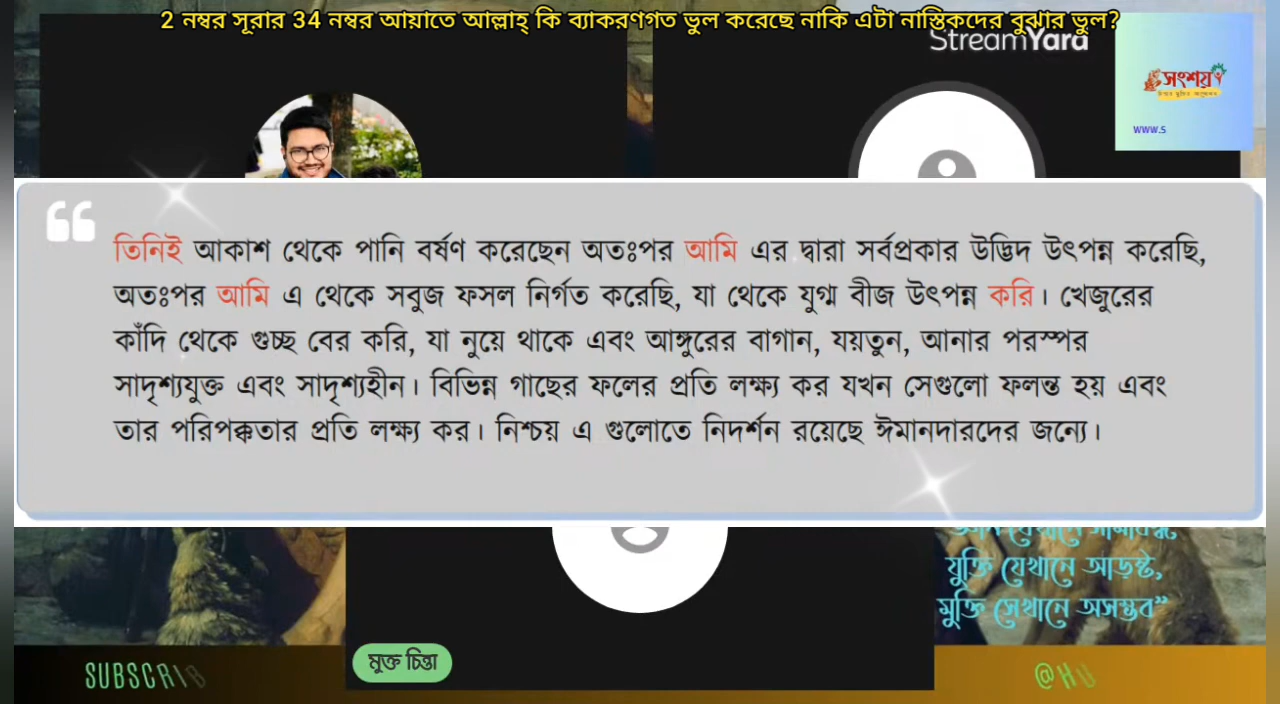 2 নম্বর সূরার 34 নম্বর আয়াতে আল্লাহ্ কি ব্যাকরণগত ভুল করেছে নাকি এটা নাস্তিকদের বুঝার ভুল?
StreamYard
সংশয়
WWW.S
তিনিই আকাশ থেকে পানি বর্ষণ করেছেন অতঃপর আমি এর দ্বারা সর্বপ্রকার উদ্ভিদ উৎপন্ন করেছি,
অতঃপর আমি এ থেকে সবুজ ফসল নির্গত করেছি, যা থেকে যুগ্ম বীজ উৎপন্ন করি। খেজুরের
কাঁদি থেকে গুচ্ছ বের করি, যা নুয়ে থাকে এবং আঙ্গুরের বাগান, যয়তুন, আনার পরস্পর
সাদৃশ্যযুক্ত এবং সাদৃশ্যহীন। বিভিন্ন গাছের ফলের প্রতি লক্ষ্য কর যখন সেগুলো ফলন্ত হয় এবং
তার পরিপক্কতার প্রতি লক্ষ্য কর। নিশ্চয় এ গুলোতে নিদর্শন রয়েছে ঈমানদারদের জন্যে।
যুক্তি যেখানে আড়ষ্ট,
মুক্তি সেখানে অসম্ভব”
মুক্ত চিন্তা
SUBSCRIB
@HU